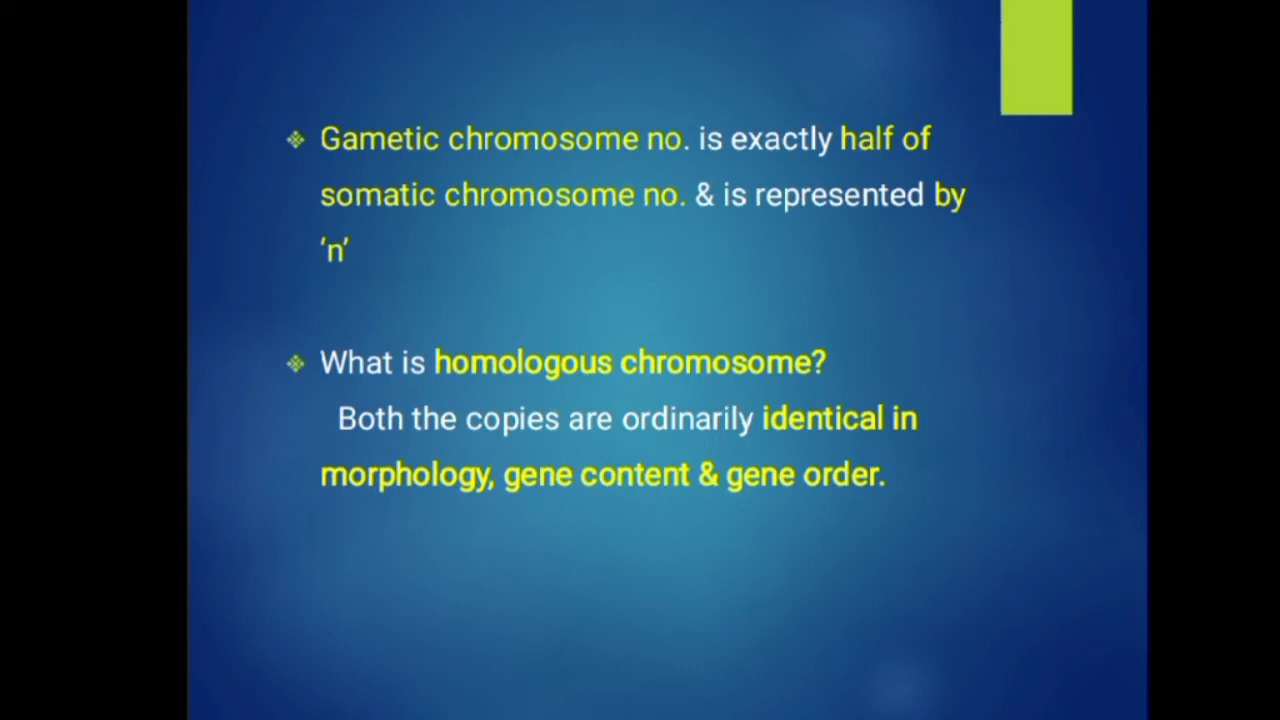 Gametic chromosome no. is exactly half of
somatic chromosome no. & is represented by
‘n’
What is homologous chromosome?
Both the copies are ordinarily identical in
morphology, gene content & gene order.